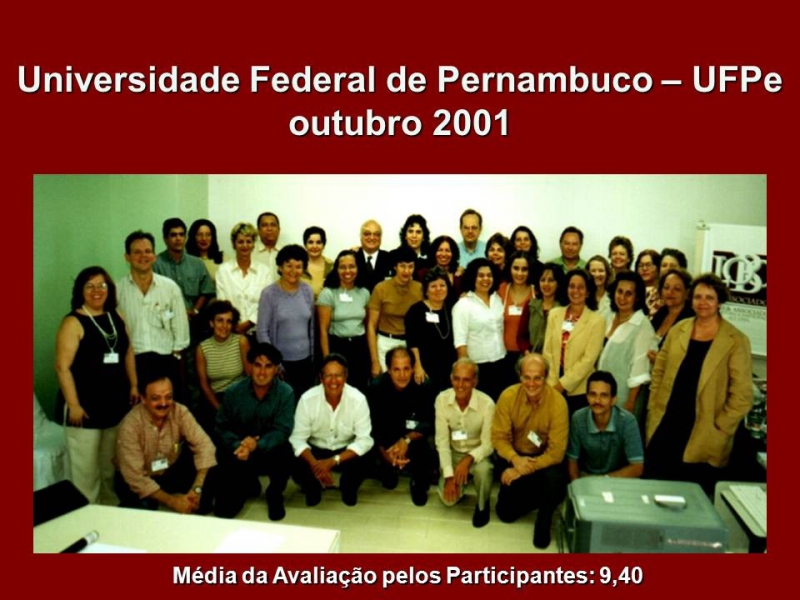 Universidade Federal de Pernambuco – UFPe
outubro 2001
Média da Avaliação pelos Participantes: 9,40